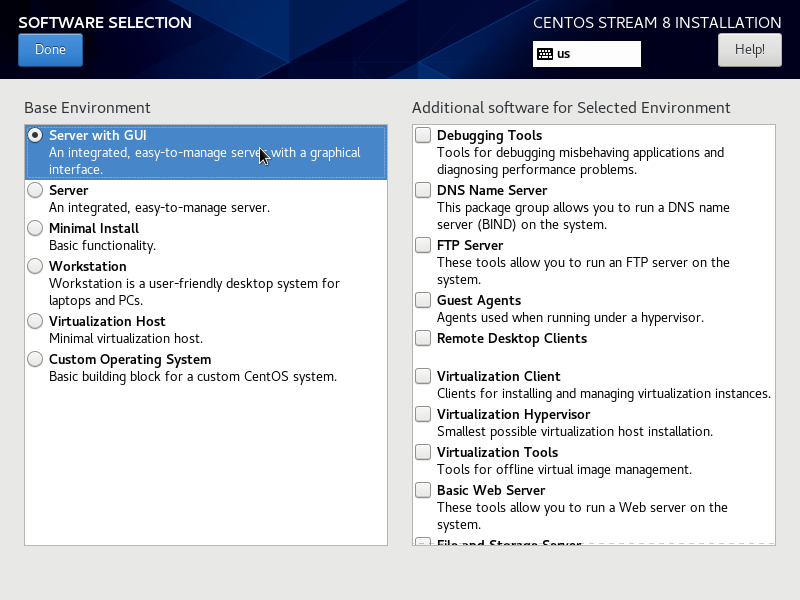 SOFTWARE SELECTION
CENTOS STREAM 8 INSTALLATION
Done
us
Help!
Base Environment
Server with GUI
An integrated, easy-to-manage server with a graphical
interface.
Server
An integrated, easy-to-manage server.
Minimal Install
Basic functionality.
Workstation
Workstation is a user-friendly desktop system for
laptops and PCs.
Virtualization Host
Minimal virtualization host.
Custom Operating System
Basic building block for a custom CentOS system.
Additional software for Selected Environment
Debugging Tools
Tools for debugging misbehaving applications and
diagnosing performance problems.
DNS Name Server
This package group allows you to run a DNS name
server (BIND) on the system.
FTP Server
These tools allow you to run an FTP server on the
system.
Guest Agents
Agents used when running under a hypervisor.
Remote Desktop Clients
Virtualization Client
Clients for installing and managing virtualization instances.
Virtualization Hypervisor
Smallest possible virtualization host installation.
Virtualization Tools
Tools for offline virtual image management.
Basic Web Server
These tools allow you to run a Web server on the
system.
File and Storage Server